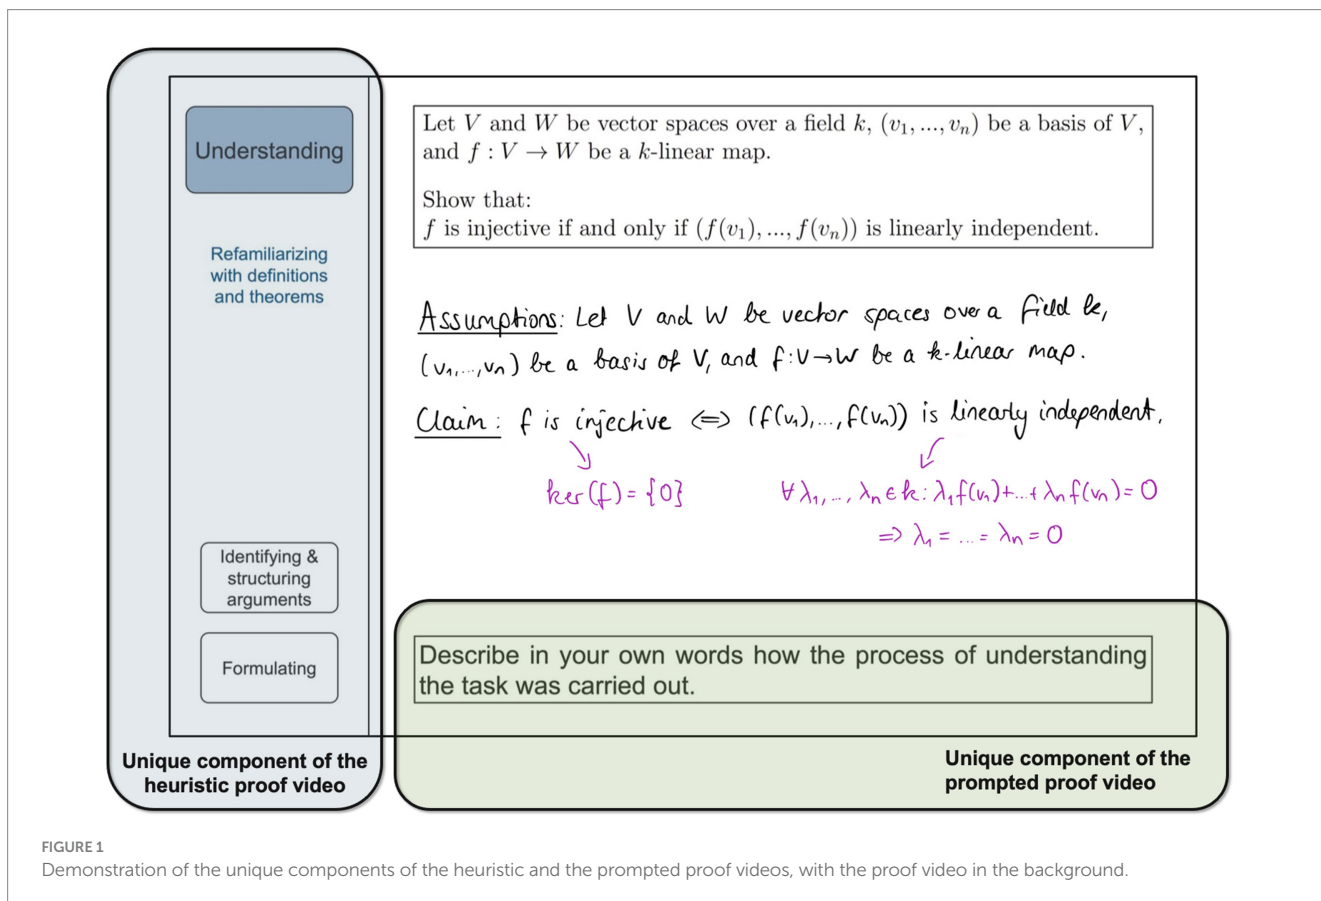 Understanding
Refamiliarizing
with definitions
and theorems
Identifying &
structuring
arguments
Formulating
Unique component of the
heuristic proof video
Let V and W be vector spaces over a field k, (v₁, ..., vₙ) be a basis of V,
and f : V → W be a k-linear map.
Show that:
f is injective if and only if (f(v₁), ..., f(vₙ)) is linearly independent.
Assumptions: Let V and W be vector spaces over a field k,
(v₁,...,vₙ) be a basis of V, and f:V→W be a k-linear map.
Claim: f is injective ⇔ (f(v₁),...,f(vₙ)) is linearly independent.
ker(f) = {0}
∀ λ₁,..., λₙ ∈ k: λ₁f(v₁)+...+ λₙf(vₙ) = 0
⇒ λ₁ = ... = λₙ = 0
Describe in your own words how the process of understanding
the task was carried out.
Unique component of the
prompted proof video
FIGURE 1
Demonstration of the unique components of the heuristic and the prompted proof videos, with the proof video in the background.